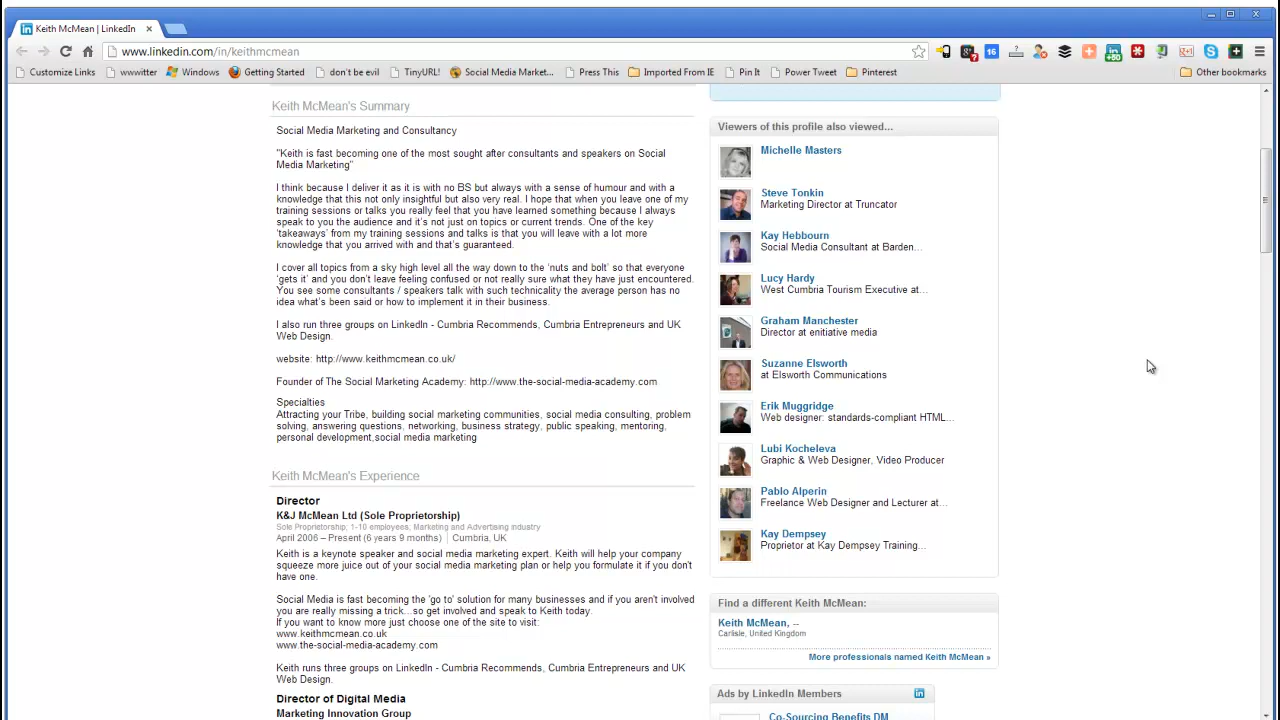 Keith McMean | LinkedIn
www.linkedin.com/in/keithmcmean
16
?
+50
Customize Links
wwwitter
Windows
Getting Started
don't be evil
TinyURL!
Social Media Market...
Press This
Imported From IE
Pin It
Power Tweet
Pinterest
Other bookmarks
Keith McMean's Summary
Social Media Marketing and Consultancy
"Keith is fast becoming one of the most sought after consultants and speakers on Social
Media Marketing"
I think because I deliver it as it is with no BS but always with a sense of humour and with a
knowledge that this not only insightful but also very real. I hope that when you leave one of my
training sessions or talks you really feel that you have learned something because I always
speak to you the audience and it's not just on topics or current trends. One of the key
'takeaways' from my training sessions and talks is that you will leave with a lot more
knowledge that you arrived with and that's guaranteed.
I cover all topics from a sky high level all the way down to the 'nuts and bolt' so that everyone
'gets it' and you don't leave feeling confused or not really sure what they have just encountered.
You see some consultants / speakers talk with such technicality the average person has no
idea what's been said or how to implement it in their business.
I also run three groups on LinkedIn - Cumbria Recommends, Cumbria Entrepreneurs and UK
Web Design.
website: http://www.keithmcmean.co.uk/
Founder of The Social Marketing Academy: http://www.the-social-media-academy.com
Specialties
Attracting your Tribe, building social marketing communities, social media consulting, problem
solving, answering questions, networking, business strategy, public speaking, mentoring,
personal development,social media marketing
Keith McMean's Experience
Director
K&J McMean Ltd (Sole Proprietorship)
Sole Proprietorship; 1-10 employees; Marketing and Advertising industry
April 2006 – Present (6 years 9 months) Cumbria, UK
Keith is a keynote speaker and social media marketing expert. Keith will help your company
squeeze more juice out of your social media marketing plan or help you formulate it if you don't
have one.
Social Media is fast becoming the 'go to' solution for many businesses and if you aren't involved
you are really missing a trick...so get involved and speak to Keith today.
If you want to know more just choose one of the site to visit:
www.keithmcmean.co.uk
www.the-social-media-academy.com
Keith runs three groups on LinkedIn - Cumbria Recommends, Cumbria Entrepreneurs and UK
Web Design.
Director of Digital Media
Marketing Innovation Group
Viewers of this profile also viewed...
Michelle Masters
Steve Tonkin
Marketing Director at Truncator
Kay Hebbourn
Social Media Consultant at Barden...
Lucy Hardy
West Cumbria Tourism Executive at...
Graham Manchester
Director at enitiative media
Suzanne Elsworth
at Elsworth Communications
Erik Muggridge
Web designer: standards-compliant HTML...
Lubi Kocheleva
Graphic & Web Designer, Video Producer
Pablo Alperin
Freelance Web Designer and Lecturer at...
Kay Dempsey
Proprietor at Kay Dempsey Training...
Find a different Keith McMean:
Keith McMean, --
Carlisle, United Kingdom
More professionals named Keith McMean »
Ads by LinkedIn Members
Co-Sourcing Benefits DM